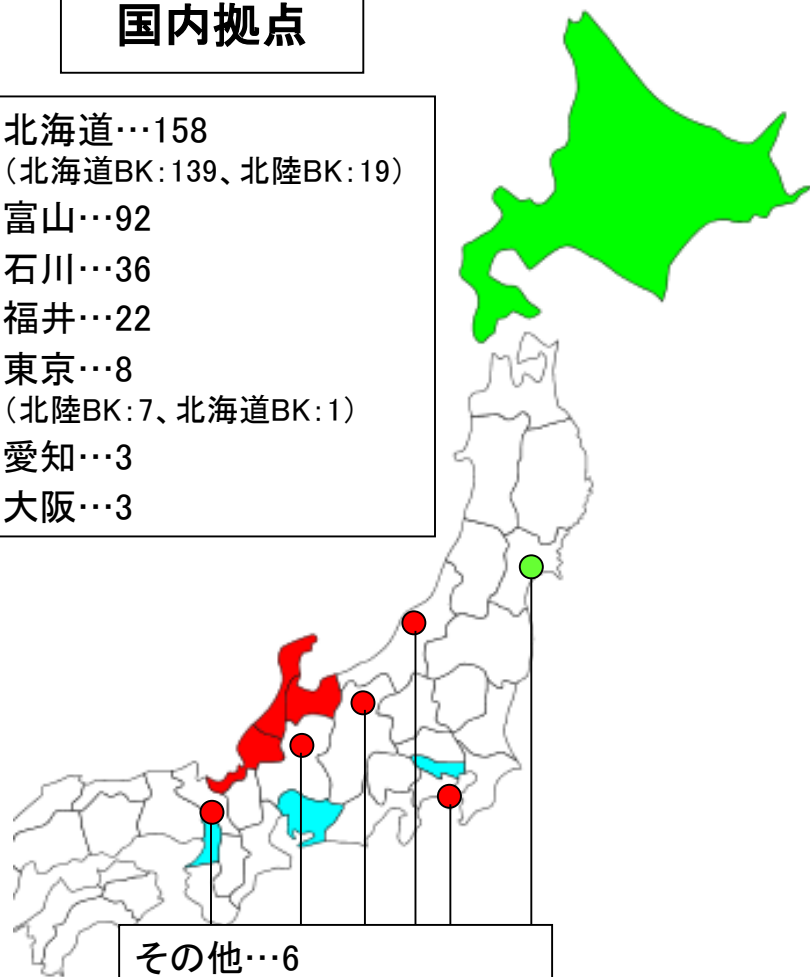 国内拠点
北海道…158
（北海道BK：139、北陸BK：19）
富山…92
石川…36
福井…22
東京…8
（北陸BK：7、北海道BK：1）
愛知…3
大阪…3
その他…6